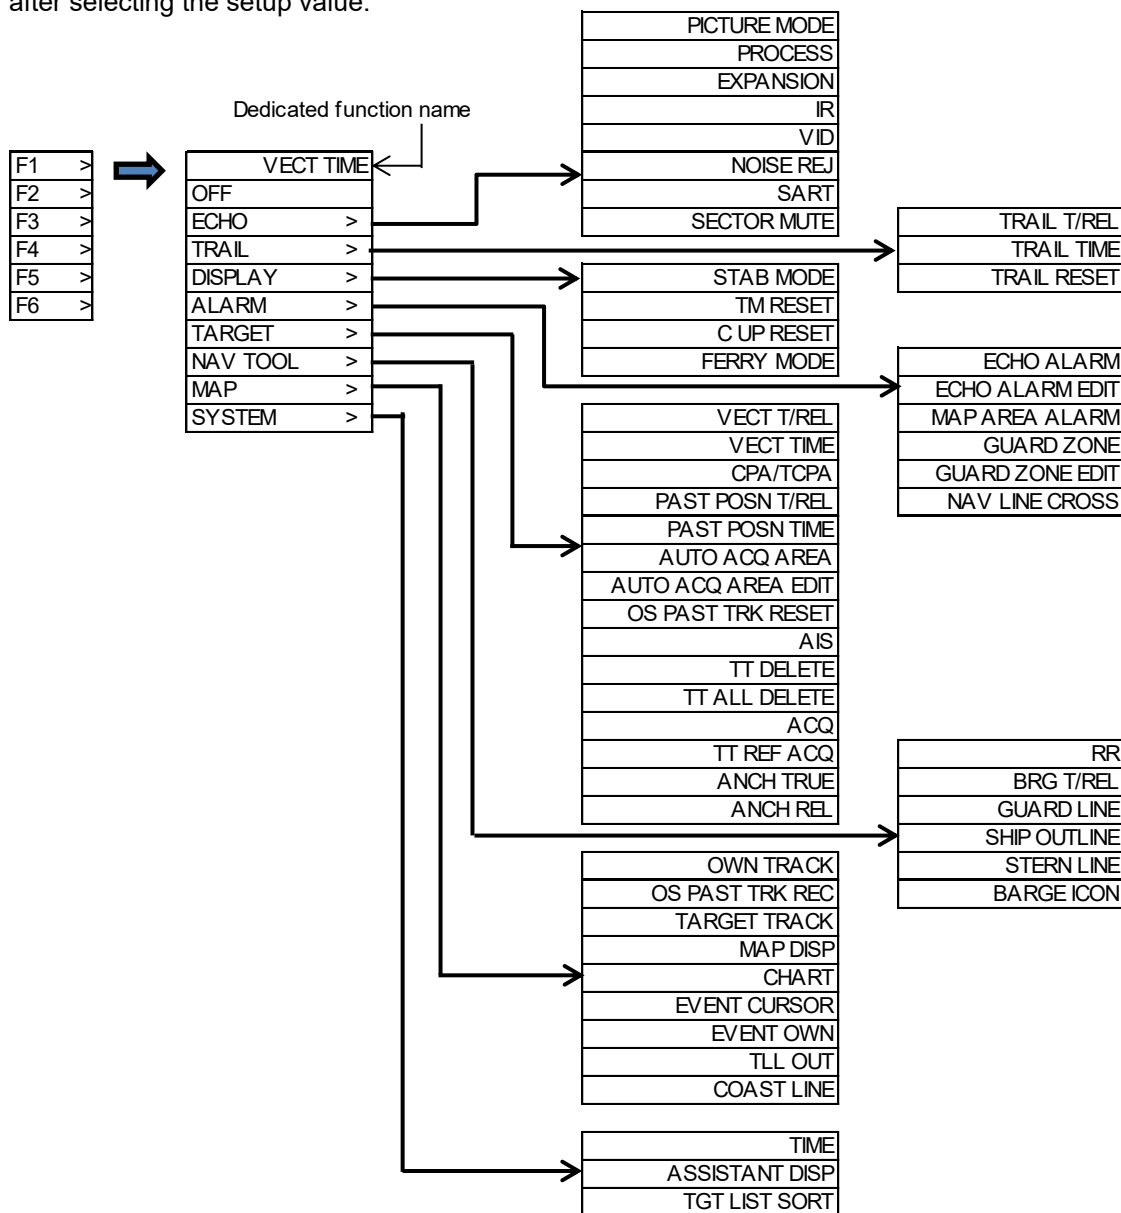 after selecting the setup value.
Dedicated function name
F1 >
F2 >
F3 >
F4 >
F5 >
F6 >
VECT TIME
OFF
ECHO >
TRAIL >
DISPLAY >
ALARM >
TARGET >
NAV TOOL >
MAP >
SYSTEM >
PICTURE MODE
PROCESS
EXPANSION
IR
VID
NOISE REJ
SART
SECTOR MUTE
TRAIL T/REL
TRAIL TIME
TRAIL RESET
STAB MODE
TM RESET
C UP RESET
FERRY MODE
ECHO ALARM
ECHO ALARM EDIT
MAP AREA ALARM
GUARD ZONE
GUARD ZONE EDIT
NAV LINE CROSS
VECT T/REL
VECT TIME
CPA/TCPA
PAST POSN T/REL
PAST POSN TIME
AUTO ACQ AREA
AUTO ACQ AREA EDIT
OS PAST TRK RESET
AIS
TT DELETE
TT ALL DELETE
ACQ
TT REF ACQ
ANCH TRUE
ANCH REL
RR
BRG T/REL
GUARD LINE
SHIP OUTLINE
STERN LINE
BARGE ICON
OWN TRACK
OS PAST TRK REC
TARGET TRACK
MAP DISP
CHART
EVENT CURSOR
EVENT OWN
TLL OUT
COAST LINE
TIME
ASSISTANT DISP
TGT LIST SORT